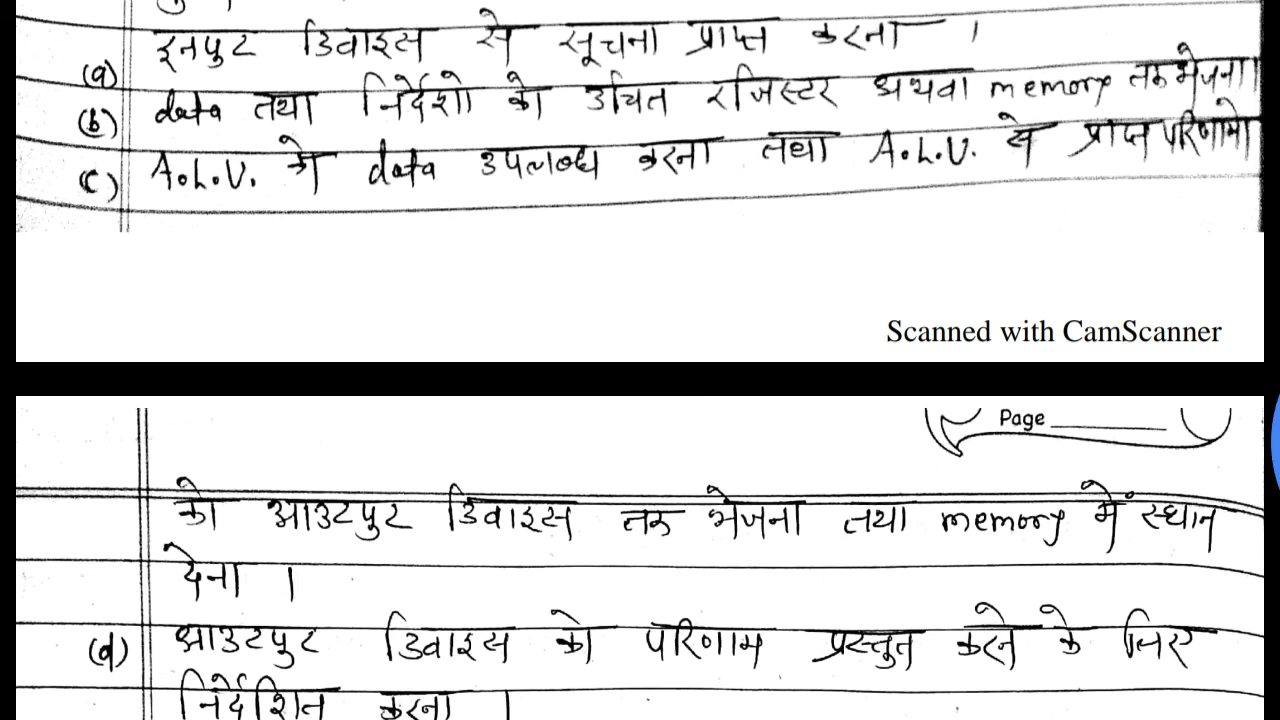 इनपुट डिवाइस से सूचना प्राप्त करना ।
(a)
(b) data तथा निर्देशो को उचित रजिस्टर अथवा memory तक भेजना।
(c) A.L.U. को data उपलब्ध करना तथा A.L.U. से प्राप्त परिणामो
Scanned with CamScanner
Page
को आउटपुट डिवाइस तक भेजना तथा memory में स्थान
देना ।
(d) आउटपुट डिवाइस को परिणाम प्रस्तुत करने के लिए
निर्देशित करना ।